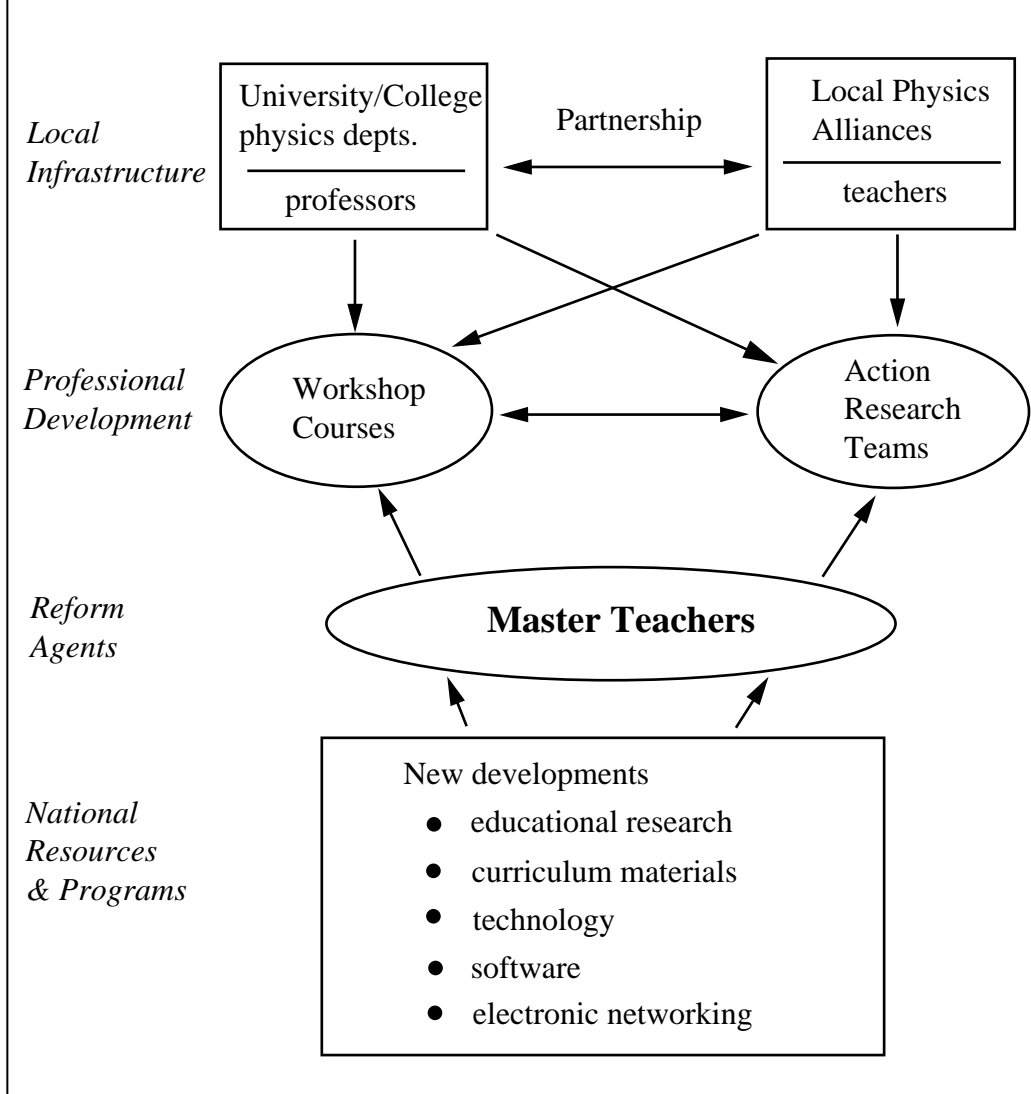 Local
Infrastructure
University/College
physics depts.
professors
Partnership
Local Physics
Alliances
teachers
Professional
Development
Workshop
Courses
Action
Research
Teams
Reform
Agents
Master Teachers
National
Resources
& Programs
New developments
● educational research
● curriculum materials
● technology
● software
● electronic networking